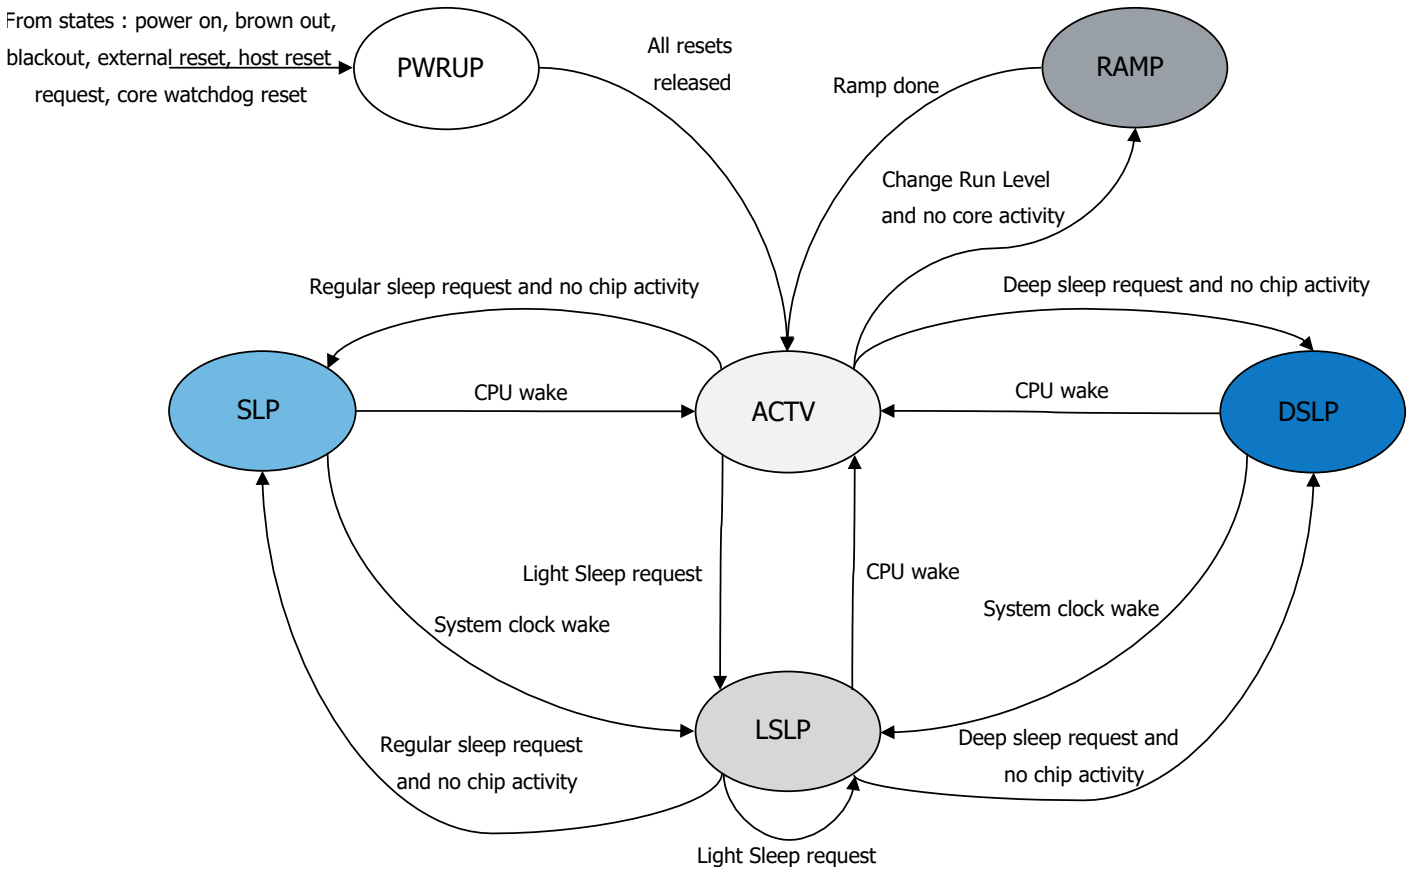 From states : power on, brown out,
blackout, external reset, host reset
request, core watchdog reset
PWRUP
All resets
released
RAMP
Ramp done
Change Run Level
and no core activity
Regular sleep request and no chip activity
Deep sleep request and no chip activity
SLP
CPU wake
ACTV
CPU wake
DSLP
Light Sleep request
CPU wake
System clock wake
System clock wake
LSLP
Regular sleep request
and no chip activity
Deep sleep request and
no chip activity
Light Sleep request